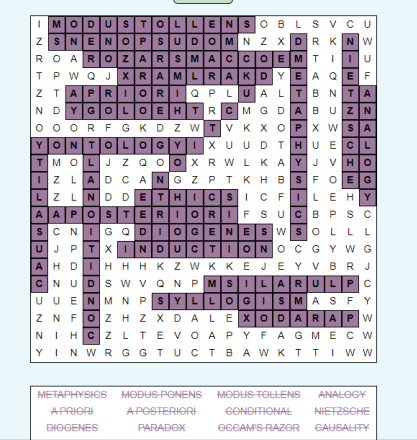 I M O D U S T O L L E N S O B L S V C U
Z S N E N O P S U D O M N Z X D R K N W
R O A R O Z A R S M A C C O E M T I I U
T P W Q J X R A M L R A K D Y E A Q E F
Z T A P R I O R I Q P L U A L T B N T A
N D Y G O L O E H T R C M G D A B U Z N
O O O R F G K D Z W T V K X O P X W S A
Y O N T O L O G Y I X U U D T H U E C L
T M O L J Z Q O O X R W L K A Y J V H O
I Z L A D C A N G Z P T K H B S F O E G
L Z L N D D E T H I C S I C F I L E H Y
A A P O S T E R I O R I F S U C B P S C
S C N I G Q D I O G E N E S W S O L L L
U J P T X I N D U C T I O N O C G Y W G
A H D I H H H K Z W K K E J E Y V B R J
C N U D S W V Q N P M S I L A R U L P C
U U E N M N P S Y L L O G I S M A S F Y
Z N F O Z H Z X D A L E X O D A R A P W
N I H C Z L T E V O A P Y F A G M E C W
Y I N W R G G T U C T B A W K T T I W W
METAPHYSICS MODUS PONENS MODUS TOLLENS ANALOGY
A PRIORI A POSTERIORI CONDITIONAL NIETZSCHE
DIOGENES PARADOX OCCAM'S RAZOR CAUSALITY